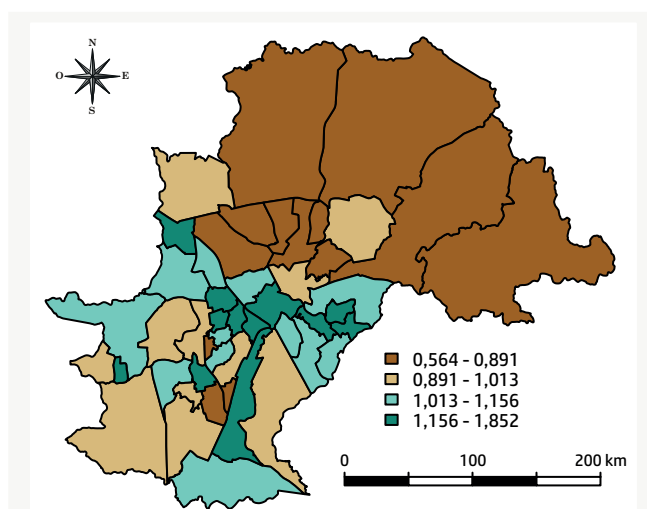 N
O E
S
0,564 - 0,891
0,891 - 1,013
1,013 - 1,156
1,156 - 1,852
0 100 200 km